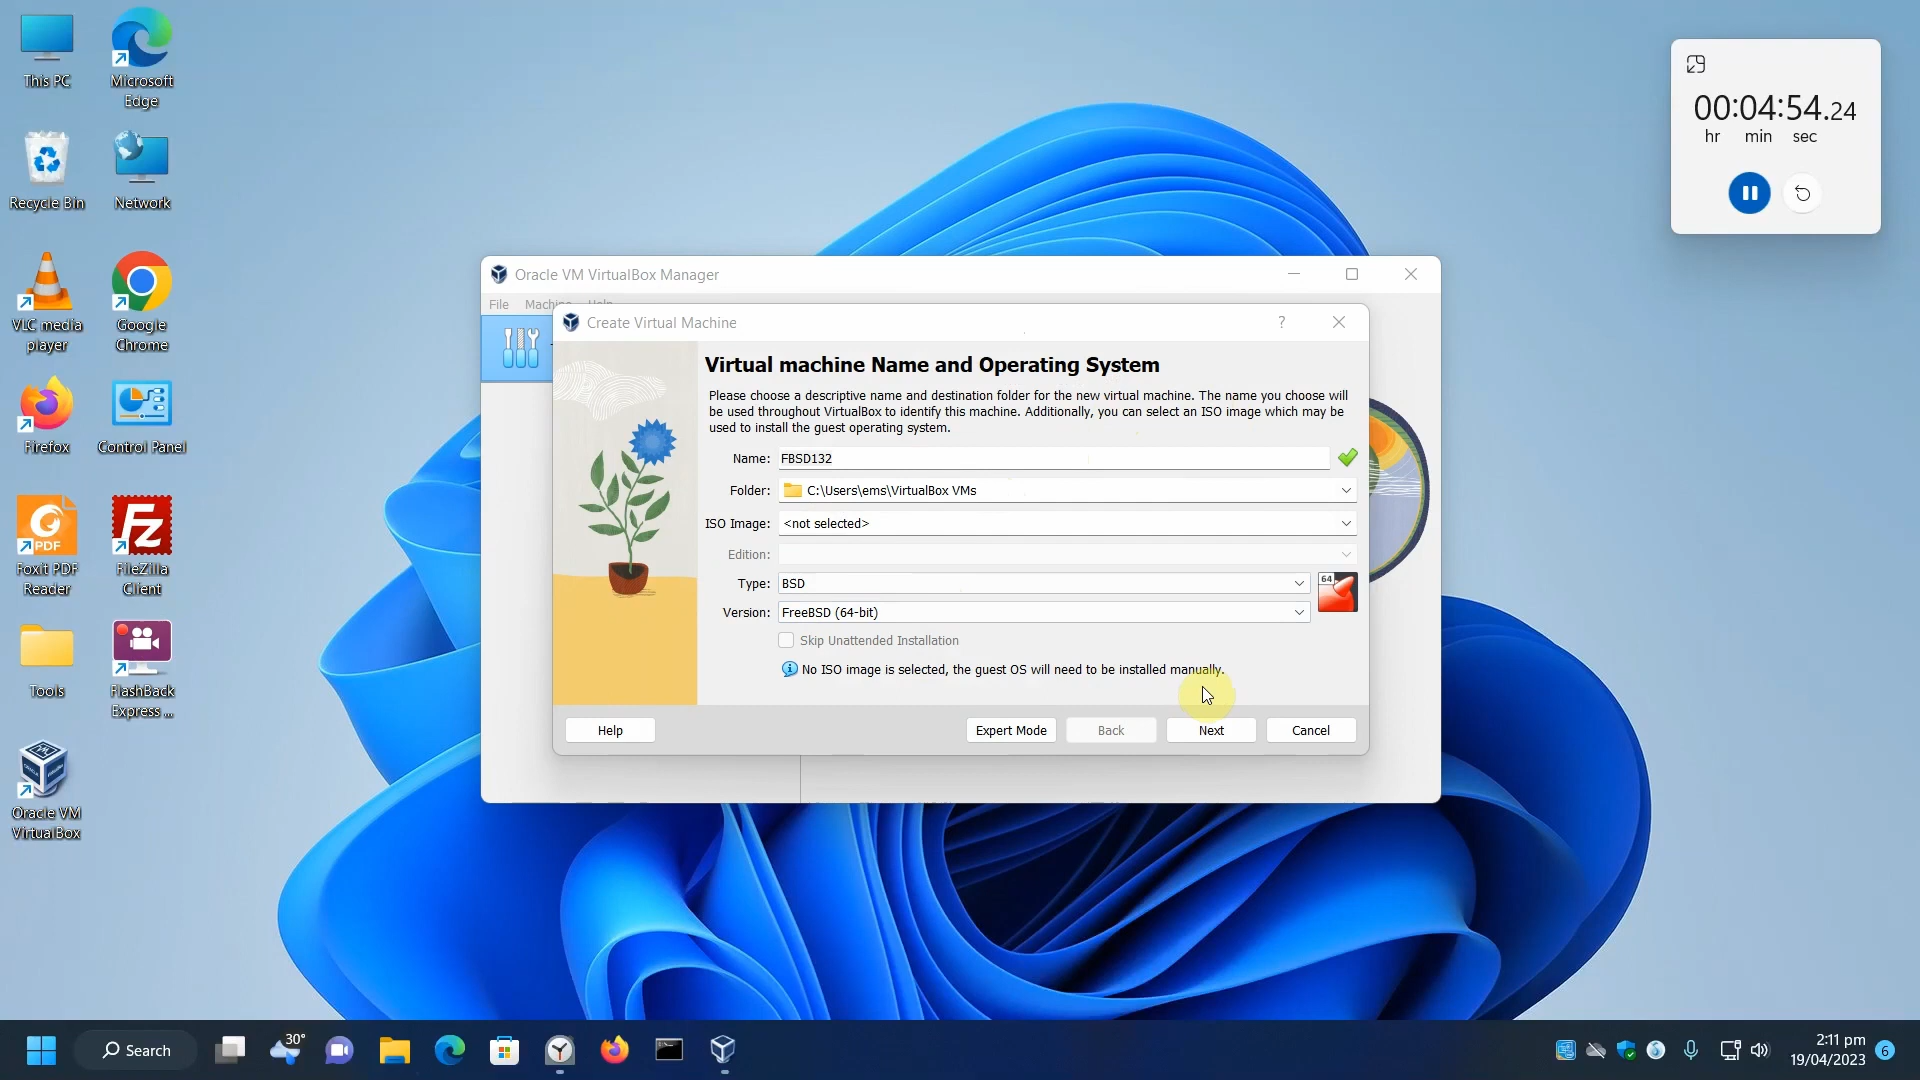 This PC
Microsoft
Edge
Recycle Bin
Network
VLC media
player
Google
Chrome
Firefox
Control Panel
PDF
Foxit PDF
Reader
FileZilla
Client
Tools
FlashBack
Express ...
Oracle VM
VirtualBox
00:04:54.24
hr min sec
Oracle VM VirtualBox Manager
File Machine Help
Create Virtual Machine
?
Virtual machine Name and Operating System
Please choose a descriptive name and destination folder for the new virtual machine. The name you choose will
be used throughout VirtualBox to identify this machine. Additionally, you can select an ISO image which may be
used to install the guest operating system.
Name: FBSD132
Folder: C:\Users\ems\VirtualBox VMs
ISO Image: <not selected>
Edition:
Type: BSD
64
Version: FreeBSD (64-bit)
Skip Unattended Installation
No ISO image is selected, the guest OS will need to be installed manually.
Help
Expert Mode
Back
Next
Cancel
Search
30°
2:11 pm
19/04/2023
6